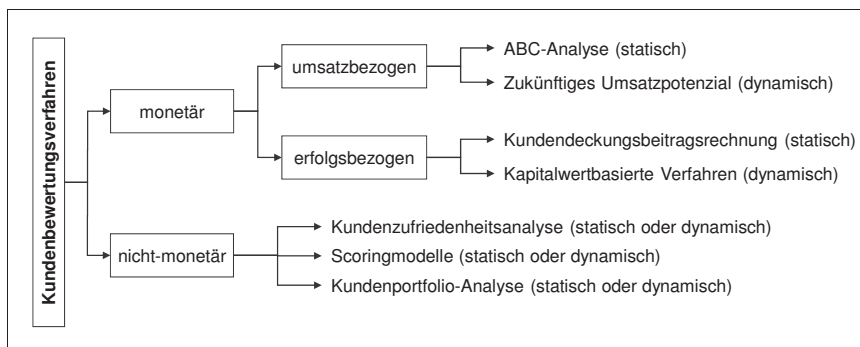 Kundenbewertungsverfahren
monetär
umsatzbezogen
ABC-Analyse (statisch)
Zukünftiges Umsatzpotenzial (dynamisch)
erfolgsbezogen
Kundendeckungsbeitragsrechnung (statisch)
Kapitalwertbasierte Verfahren (dynamisch)
nicht-monetär
Kundenzufriedenheitsanalyse (statisch oder dynamisch)
Scoringmodelle (statisch oder dynamisch)
Kundenportfolio-Analyse (statisch oder dynamisch)